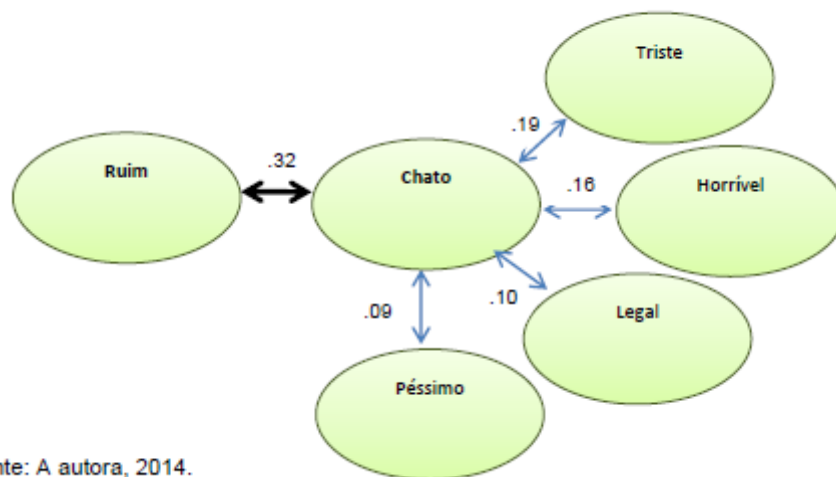 Triste
.19
.32
Ruim
Chato
.16
Horrível
.10
Legal
.09
Péssimo
nte: A autora, 2014.